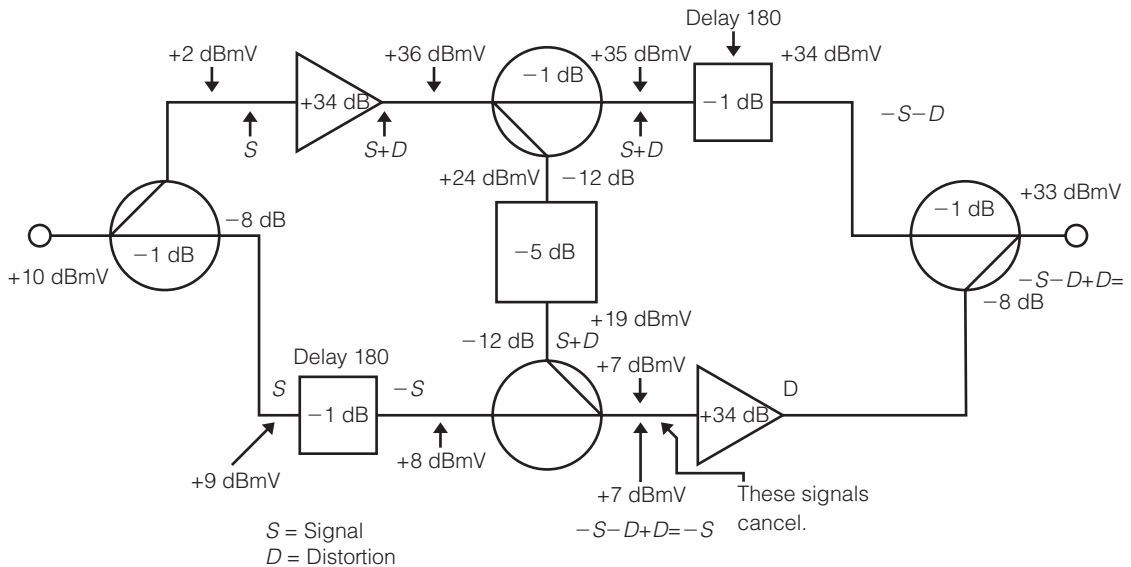 Delay 180
+2 dBmV
+36 dBmV
+35 dBmV
+34 dBmV
−1 dB
+34 dB
−1 dB
S
S+D
S+D
−S−D
+24 dBmV
−12 dB
−8 dB
−1 dB
+33 dBmV
−1 dB
−5 dB
+10 dBmV
−S−D+D=
−8 dB
+19 dBmV
−12 dB
S+D
Delay 180
+7 dBmV
S
−S
D
−1 dB
+34 dB
+8 dBmV
+9 dBmV
+7 dBmV
These signals
cancel.
−S−D+D=−S
S = Signal
D = Distortion